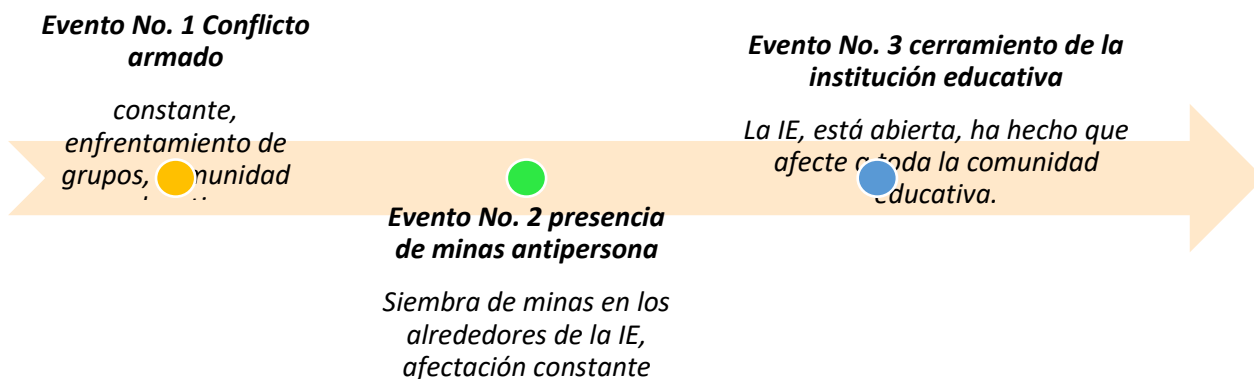 Evento No. 1 Conflicto
armado
constante,
enfrentamiento de
grupos,
Evento No. 2 presencia
de minas antipersona
Siembra de minas en los
alrededores de la IE,
afectación constante
Evento No. 3 cerramiento de la
institución educativa
La IE, está abierta, ha hecho que
afecte a toda la comunidad
educativa.